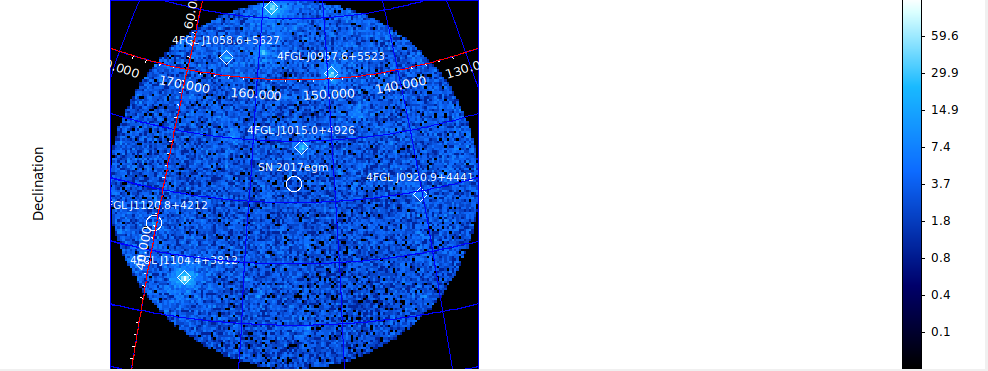 60.0
4FGL J1058.6+5627
4FGL J0957.6+5523
0.000
170.000
160.000
150.000
140.000
130.0
4FGL J1015.0+4926
SN 2017egm
4FGL J0920.9+4441
FGL J1120.8+4212
40.000
4FGL J1104.4+3812
Declination
59.6
29.9
14.9
7.4
3.7
1.8
0.8
0.4
0.1